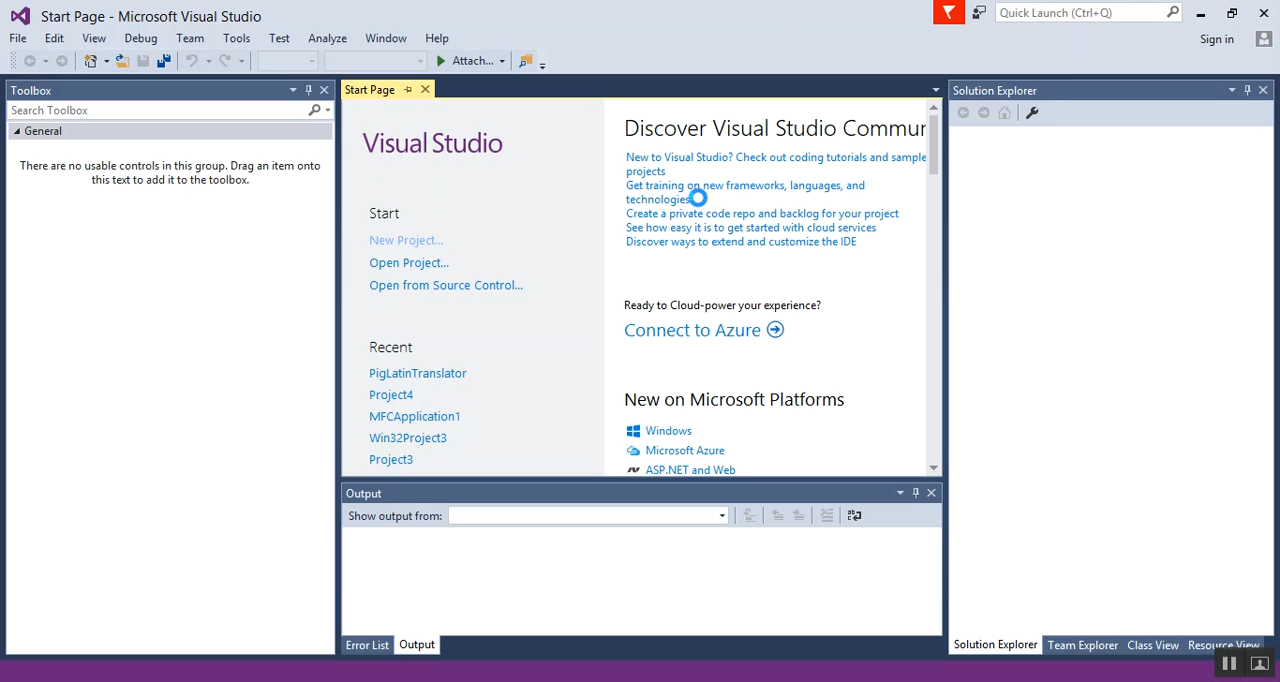 Start Page - Microsoft Visual Studio
Quick Launch (Ctrl+Q)
File Edit View Debug Team Tools Test Analyze Window Help
Sign in
Attach...
Toolbox
Search Toolbox
General
There are no usable controls in this group. Drag an item onto
this text to add it to the toolbox.
Start Page
Visual Studio
Start
New Project...
Open Project...
Open from Source Control...
Recent
PigLatinTranslator
Project4
MFCApplication1
Win32Project3
Project3
Discover Visual Studio Commun
New to Visual Studio? Check out coding tutorials and sample
projects
Get training on new frameworks, languages, and
technologies
Create a private code repo and backlog for your project
See how easy it is to get started with cloud services
Discover ways to extend and customize the IDE
Ready to Cloud-power your experience?
Connect to Azure
New on Microsoft Platforms
Windows
Microsoft Azure
ASP.NET and Web
Output
Show output from:
Error List Output
Solution Explorer
Solution Explorer Team Explorer Class View Resource View